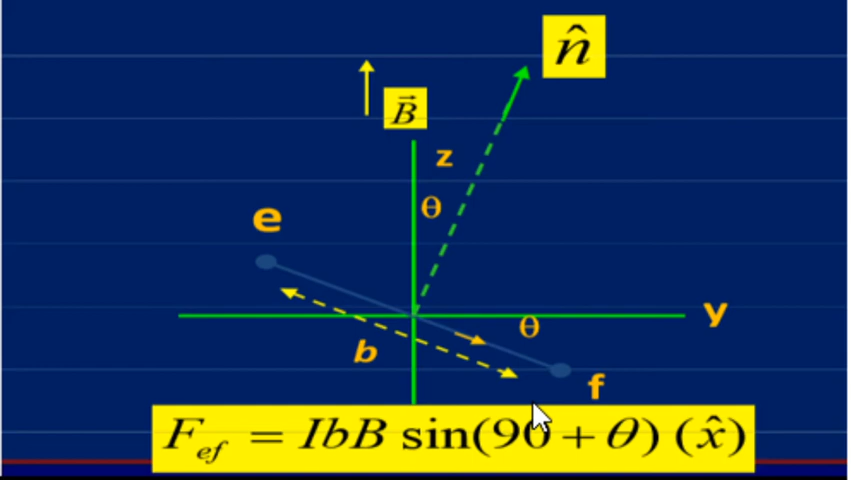 n̂
B⃗
z
θ
e
y
θ
b
f
F_ef = IbB sin(90 + θ) (x̂)